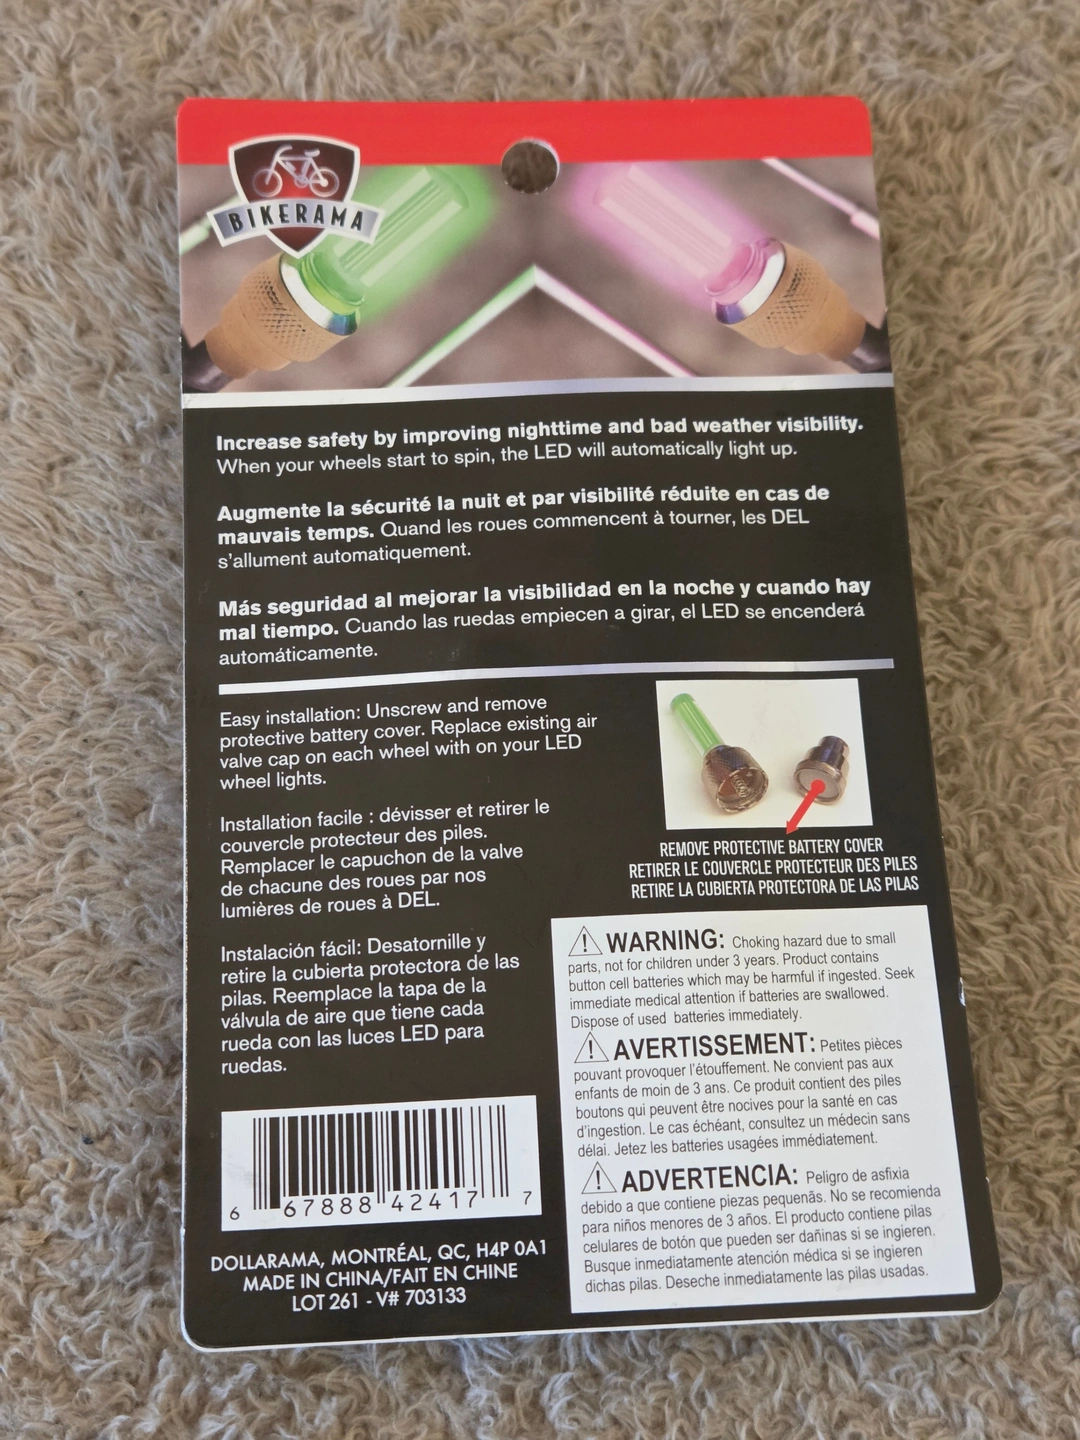 BIKERAMA
Increase safety by improving nighttime and bad weather visibility.
When your wheels start to spin, the LED will automatically light up.
Augmente la sécurité la nuit et par visibilité réduite en cas de
mauvais temps. Quand les roues commencent à tourner, les DEL
s'allument automatiquement.
Más seguridad al mejorar la visibilidad en la noche y cuando hay
mal tiempo. Cuando las ruedas empiecen a girar, el LED se encenderá
automáticamente.
Easy installation: Unscrew and remove
protective battery cover. Replace existing air
valve cap on each wheel with on your LED
wheel lights.
Installation facile : dévisser et retirer le
couvercle protecteur des piles.
Remplacer le capuchon de la valve
de chacune des roues par nos
lumières de roues à DEL.
Instalación fácil: Desatornille y
retire la cubierta protectora de las
pilas. Reemplace la tapa de la
válvula de aire que tiene cada
rueda con las luces LED para
ruedas.
REMOVE PROTECTIVE BATTERY COVER
RETIRER LE COUVERCLE PROTECTEUR DES PILES
RETIRE LA CUBIERTA PROTECTORA DE LAS PILAS
WARNING: Choking hazard due to small
parts, not for children under 3 years. Product contains
button cell batteries which may be harmful if ingested. Seek
immediate medical attention if batteries are swallowed.
Dispose of used batteries immediately.
AVERTISSEMENT: Petites pièces
pouvant provoquer l'étouffement. Ne convient pas aux
enfants de moin de 3 ans. Ce produit contient des piles
boutons qui peuvent être nocives pour la santé en cas
d'ingestion. Le cas échéant, consultez un médecin sans
délai. Jetez les batteries usagées immédiatement.
ADVERTENCIA: Peligro de asfixia
debido a que contiene piezas pequenãs. No se recomienda
para niños menores de 3 años. El producto contiene pilas
celulares de botón que pueden ser dañinas si se ingieren.
Busque inmediatamente atención médica si se ingieren
dichas pilas. Deseche inmediatamente las pilas usadas.
6 67888 42417 7
DOLLARAMA, MONTRÉAL, QC, H4P 0A1
MADE IN CHINA/FAIT EN CHINE
LOT 261 - V# 703133